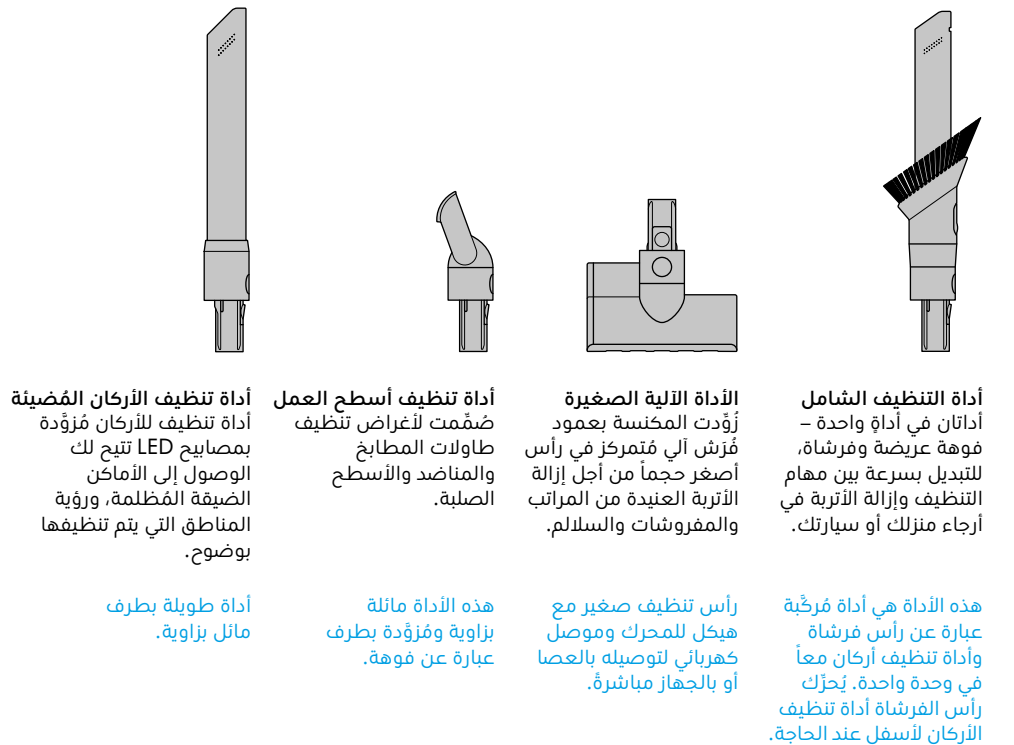 أداة التنظيف الشامل
أداتان في أداةٍ واحدة –
فوهة عريضة وفرشاة،
للتبديل بسرعة بين مهام
التنظيف وإزالة الأتربة في
أرجاء منزلك أو سيارتك.
هذه الأداة هي أداة مُركَّبة
عبارة عن رأس فرشاة
وأداة تنظيف أركان معاً
في وحدة واحدة. يُحرِّك
رأس الفرشاة أداة تنظيف
الأركان لأسفل عند الحاجة.
الأداة الآلية الصغيرة
زُوِّدت المكنسة بعمود
فُرَش آلي مُتمركز في رأس
أصغر حجماً من أجل إزالة
الأتربة العنيدة من المراتب
والمفروشات والسلالم.
رأس تنظيف صغير مع
هيكل للمحرك وموصل
كهربائي لتوصيله بالعصا
أو بالجهاز مباشرةً.
أداة تنظيف أسطح العمل
صُمِّمت لأغراض تنظيف
طاولات المطابخ
والمناضد والأسطح
الصلبة.
هذه الأداة مائلة
بزاوية ومُزوَّدة بطرف
عبارة عن فوهة.
أداة تنظيف الأركان المُضيئة
أداة تنظيف للأركان مُزوَّدة
بمصابيح LED تتيح لك
الوصول إلى الأماكن
الضيقة المُظلمة، ورؤية
المناطق التي يتم تنظيفها
بوضوح.
أداة طويلة بطرف
مائل بزاوية.